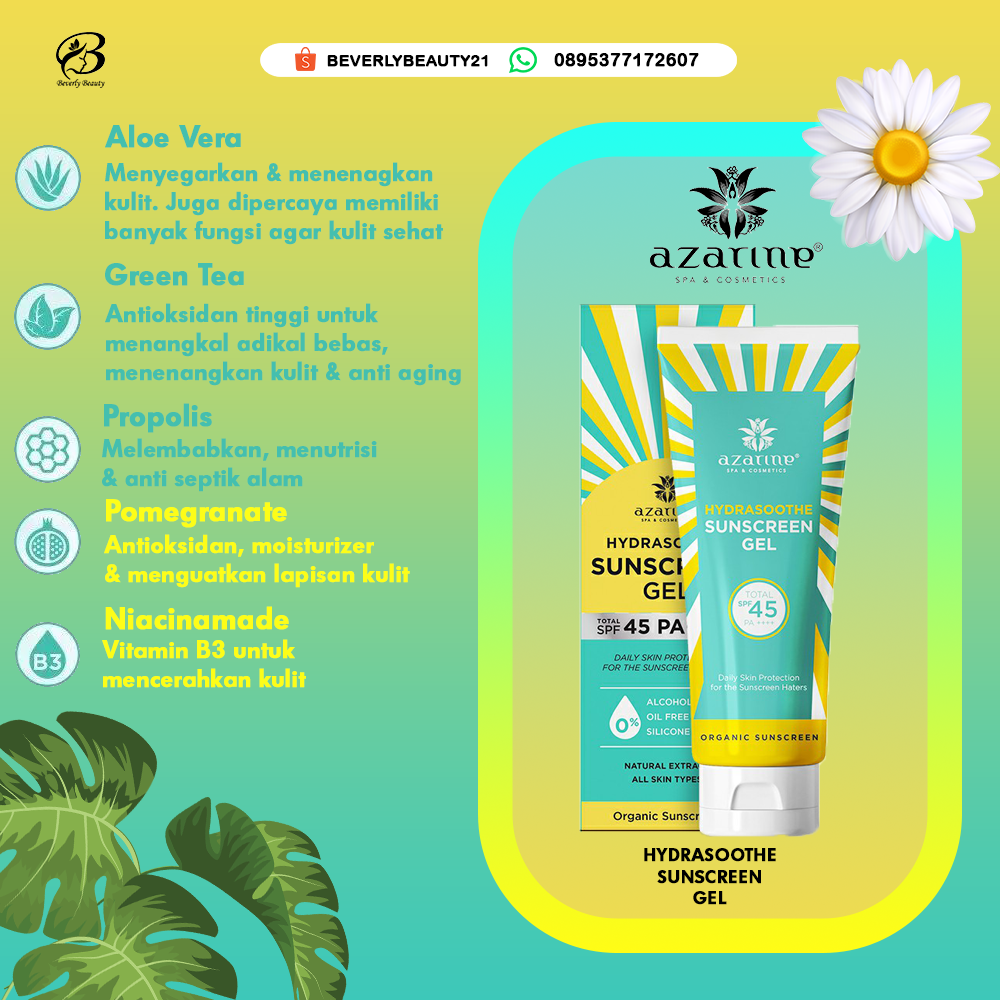 Beverly Beauty
BEVERLYBEAUTY21 0895377172607
Aloe Vera
Menyegarkan & menenagkan
kulit. Juga dipercaya memiliki
banyak fungsi agar kulit sehat
Green Tea
Antioksidan tinggi untuk
menangkal adikal bebas,
menenangkan kulit & anti aging
Propolis
Melembabkan, menutrisi
& anti septik alam
Pomegranate
Antioksidan, moisturizer
& menguatkan lapisan kulit
B3
Niacinamade
Vitamin B3 untuk
mencerahkan kulit
azarine®
SPA & COSMETICS
azarine
SPA & COSME
HYDRASO
SUNSCR
GEL
TOTAL
SPF 45 PA
DAILY SKIN PROT
FOR THE SUNSCREE
0%
ALCOHOL
OIL FREE
SILICONE
NATURAL EXTRA
ALL SKIN TYPES
Organic Sunscr
azarine®
SPA & COSMETICS
HYDRASOOTHE
SUNSCREEN
GEL
TOTAL
SPF 45
PA ++++
Daily Skin Protection
for the Sunscreen Haters
ORGANIC SUNSCREEN
HYDRASOOTHE
SUNSCREEN
GEL